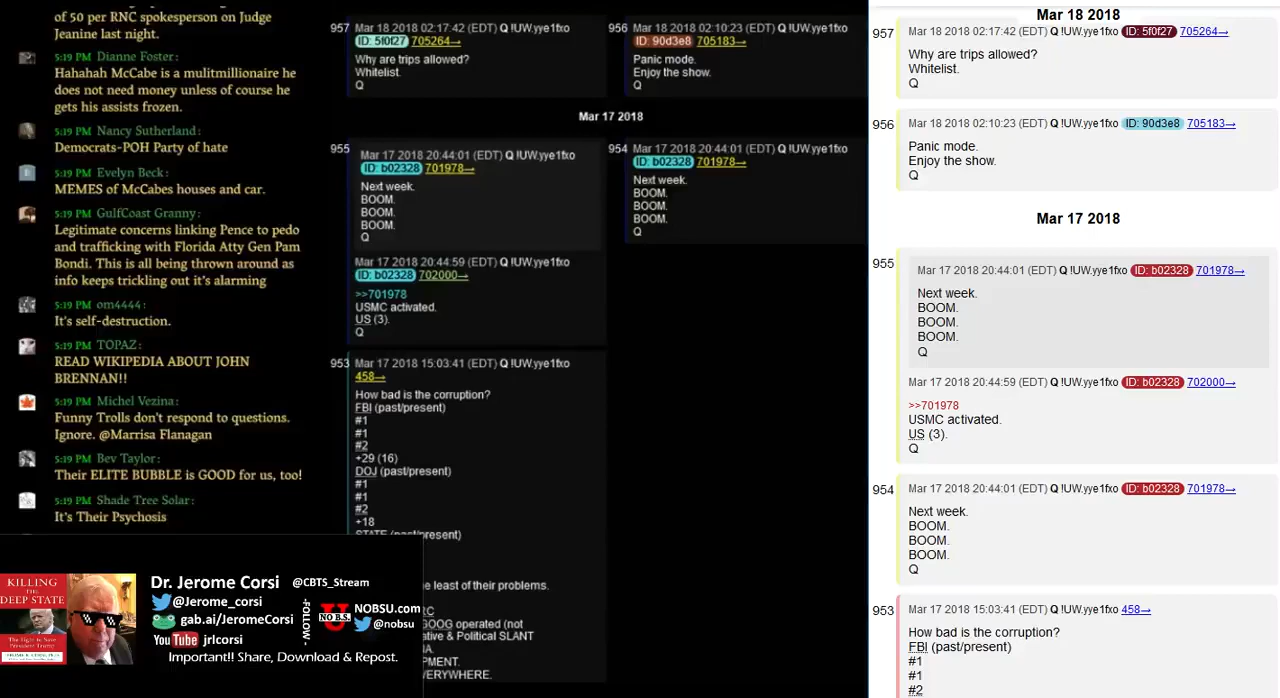 of 50 per RNC spokesperson on Judge
Jeanine last night.
5:19 PM Dianne Foster:
Hahahah McCabe is a mulitmillionaire he
does not need money unless of course he
gets his assists frozen.
5:19 PM Nancy Sutherland:
Democrats-POH Party of hate
5:19 PM Evelyn Beck:
MEMES of McCabes houses and car.
5:19 PM GulfCoast Granny:
Legitimate concerns linking Pence to pedo
and trafficking with Florida Atty Gen Pam
Bondi. This is all being thrown around as
info keeps trickling out it's alarming
5:19 PM om4444:
It's self-destruction.
5:19 PM TOPAZ:
READ WIKIPEDIA ABOUT JOHN
BRENNAN!!
5:19 PM Michel Vezina:
Funny Trolls don't respond to questions.
Ignore. @Marrisa Flanagan
5:19 PM Bev Taylor:
Their ELITE BUBBLE is GOOD for us, too!
5:19 PM Shade Tree Solar:
It's Their Psychosis
KILLING
THE
DEEP STATE
Dr. Jerome Corsi @CBTS_Stream
@Jerome_corsi
gab.ai/JeromeCorsi
YouTube jrlcorsi
-FOLLOW-
NO B.S.
NOBSU.com
@nobsu
Important!! Share, Download & Repost.
957 Mar 18 2018 02:17:42 (EDT) Q !UW.yye1fxo
ID: 5f0f27 705264→
Why are trips allowed?
Whitelist.
Q
956 Mar 18 2018 02:10:23 (EDT) Q !UW.yye1fxo
ID: 90d3e8 705183→
Panic mode.
Enjoy the show.
Q
Mar 17 2018
955 Mar 17 2018 20:44:01 (EDT) Q !UW.yye1fxo
ID: b02328 701978→
Next week.
BOOM.
BOOM.
BOOM.
Q
Mar 17 2018 20:44:59 (EDT) Q !UW.yye1fxo
ID: b02328 702000→
>>701978
USMC activated.
US (3).
Q
954 Mar 17 2018 20:44:01 (EDT) Q !UW.yye1fxo
ID: b02328 701978→
Next week.
BOOM.
BOOM.
BOOM.
Q
953 Mar 17 2018 15:03:41 (EDT) Q !UW.yye1fxo
458→
How bad is the corruption?
FBI (past/present)
#1
#1
#2
+29 (16)
DOJ (past/present)
#1
#1
#2
+18
STATE (past/present)
e least of their problems.
RC
GOOG operated (not
ative & Political SLANT
PMENT.
VERYWHERE.
Mar 18 2018
957 Mar 18 2018 02:17:42 (EDT) Q !UW.yye1fxo ID: 5f0f27 705264→
Why are trips allowed?
Whitelist.
Q
956 Mar 18 2018 02:10:23 (EDT) Q !UW.yye1fxo ID: 90d3e8 705183→
Panic mode.
Enjoy the show.
Q
Mar 17 2018
955 Mar 17 2018 20:44:01 (EDT) Q !UW.yye1fxo ID: b02328 701978→
Next week.
BOOM.
BOOM.
BOOM.
Q
Mar 17 2018 20:44:59 (EDT) Q !UW.yye1fxo ID: b02328 702000→
>>701978
USMC activated.
US (3).
Q
954 Mar 17 2018 20:44:01 (EDT) Q !UW.yye1fxo ID: b02328 701978→
Next week.
BOOM.
BOOM.
BOOM.
Q
953 Mar 17 2018 15:03:41 (EDT) Q !UW.yye1fxo 458→
How bad is the corruption?
FBI (past/present)
#1
#1
#2